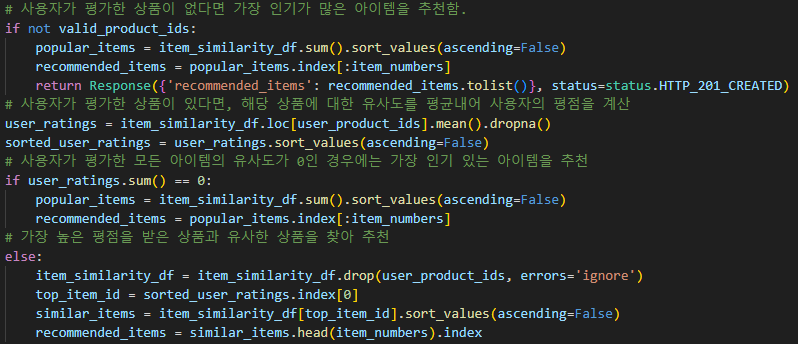 # 사용자가 평가한 상품이 없다면 가장 인기가 많은 아이템을 추천함.
if not valid_product_ids:
    popular_items = item_similarity_df.sum().sort_values(ascending=False)
    recommended_items = popular_items.index[:item_numbers]
    return Response({'recommended_items': recommended_items.tolist()}, status=status.HTTP_201_CREATED)
# 사용자가 평가한 상품이 있다면, 해당 상품에 대한 유사도를 평균내어 사용자의 평점을 계산
user_ratings = item_similarity_df.loc[user_product_ids].mean().dropna()
sorted_user_ratings = user_ratings.sort_values(ascending=False)
# 사용자가 평가한 모든 아이템의 유사도가 0인 경우에는 가장 인기 있는 아이템을 추천
if user_ratings.sum() == 0:
    popular_items = item_similarity_df.sum().sort_values(ascending=False)
    recommended_items = popular_items.index[:item_numbers]
# 가장 높은 평점을 받은 상품과 유사한 상품을 찾아 추천
else:
    item_similarity_df = item_similarity_df.drop(user_product_ids, errors='ignore')
    top_item_id = sorted_user_ratings.index[0]
    similar_items = item_similarity_df[top_item_id].sort_values(ascending=False)
    recommended_items = similar_items.head(item_numbers).index